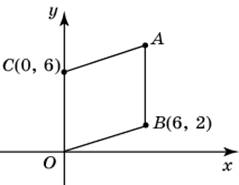 y
A
C(0, 6)
B(6, 2)
O
x